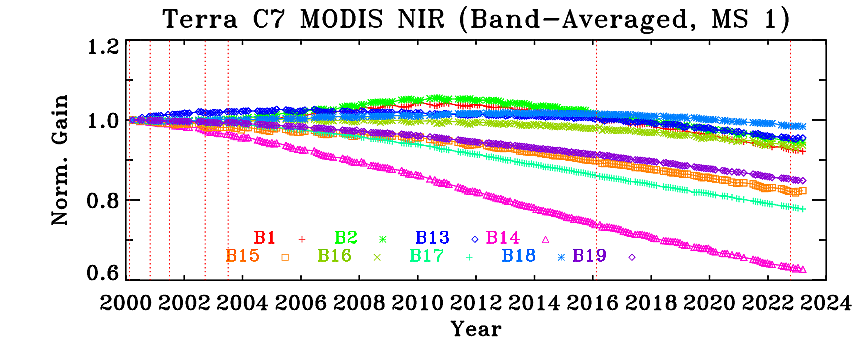 Terra C7 MODIS NIR (Band-Averaged, MS 1)
1.2
1.0
0.8
0.6
Norm. Gain
B1 B2 B13 B14
B15 B16 B17 B18 B19
2000 2002 2004 2006 2008 2010 2012 2014 2016 2018 2020 2022 2024
Year